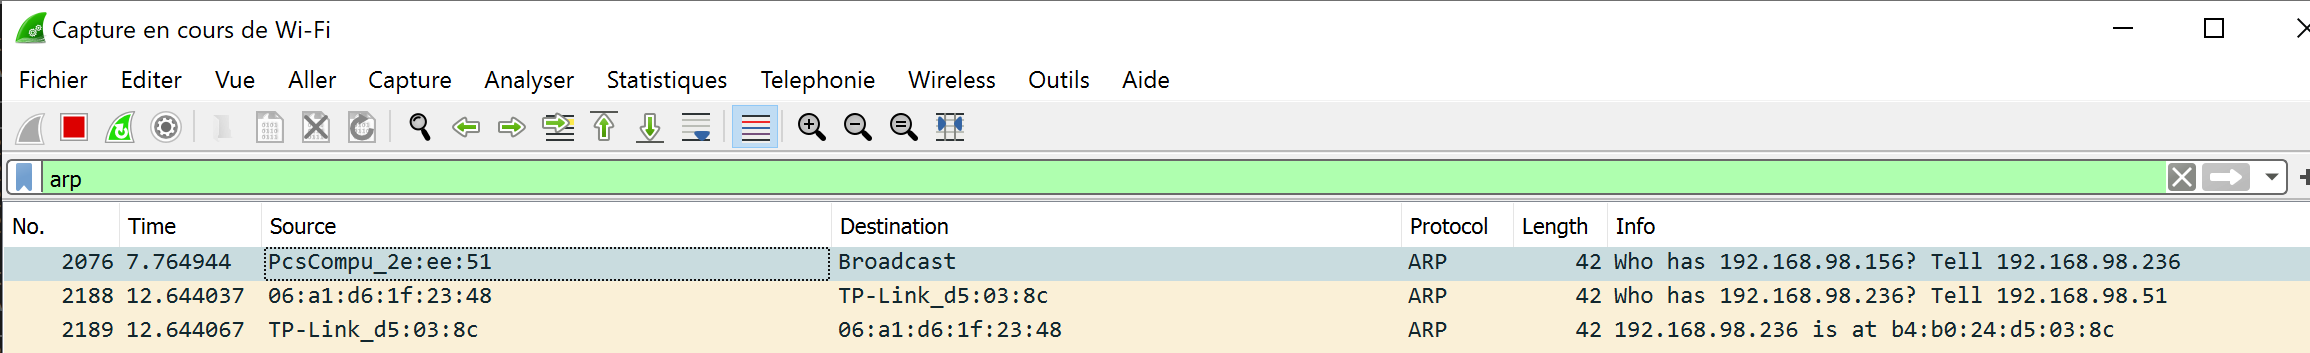 Capture en cours de Wi-Fi
Fichier Editer Vue Aller Capture Analyser Statistiques Telephonie Wireless Outils Aide
arp
No. Time Source Destination Protocol Length Info
2076 7.764944 PcsCompu_2e:ee:51 Broadcast ARP 42 Who has 192.168.98.156? Tell 192.168.98.236
2188 12.644037 06:a1:d6:1f:23:48 TP-Link_d5:03:8c ARP 42 Who has 192.168.98.236? Tell 192.168.98.51
2189 12.644067 TP-Link_d5:03:8c 06:a1:d6:1f:23:48 ARP 42 192.168.98.236 is at b4:b0:24:d5:03:8c